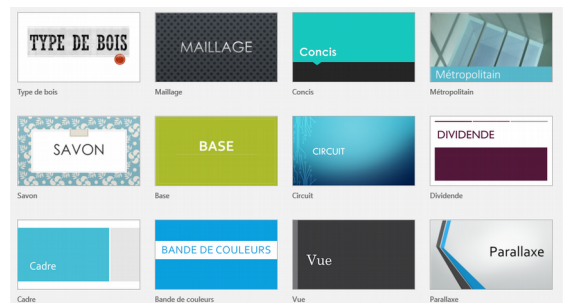 TYPE DE BOIS
MAILLAGE
Concis
Métropolitain
Type de bois
Maillage
Concis
Métropolitain
SAVON
BASE
CIRCUIT
DIVIDENDE
Savon
Base
Circuit
Dividende
Cadre
BANDE DE COULEURS
Vue
Parallaxe
Cadre
Bande de couleurs
Vue
Parallaxe